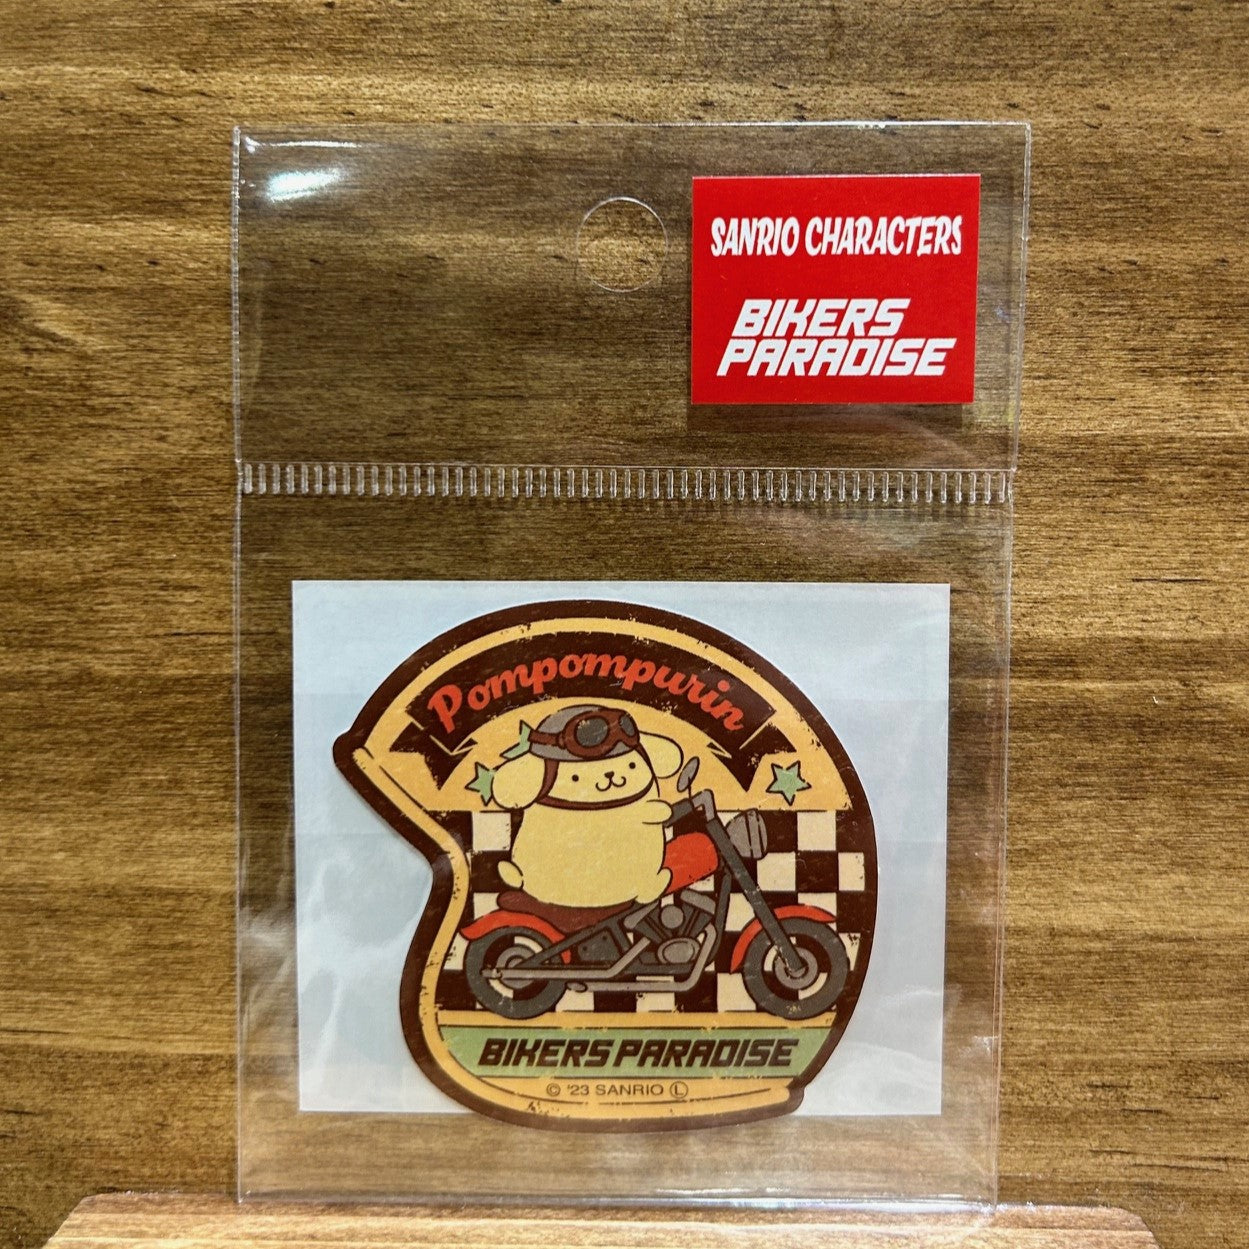 SANRIO CHARACTERS
BIKERS
PARADISE
Pompompurin
BIKERS PARADISE
© '23 SANRIO Ⓛ